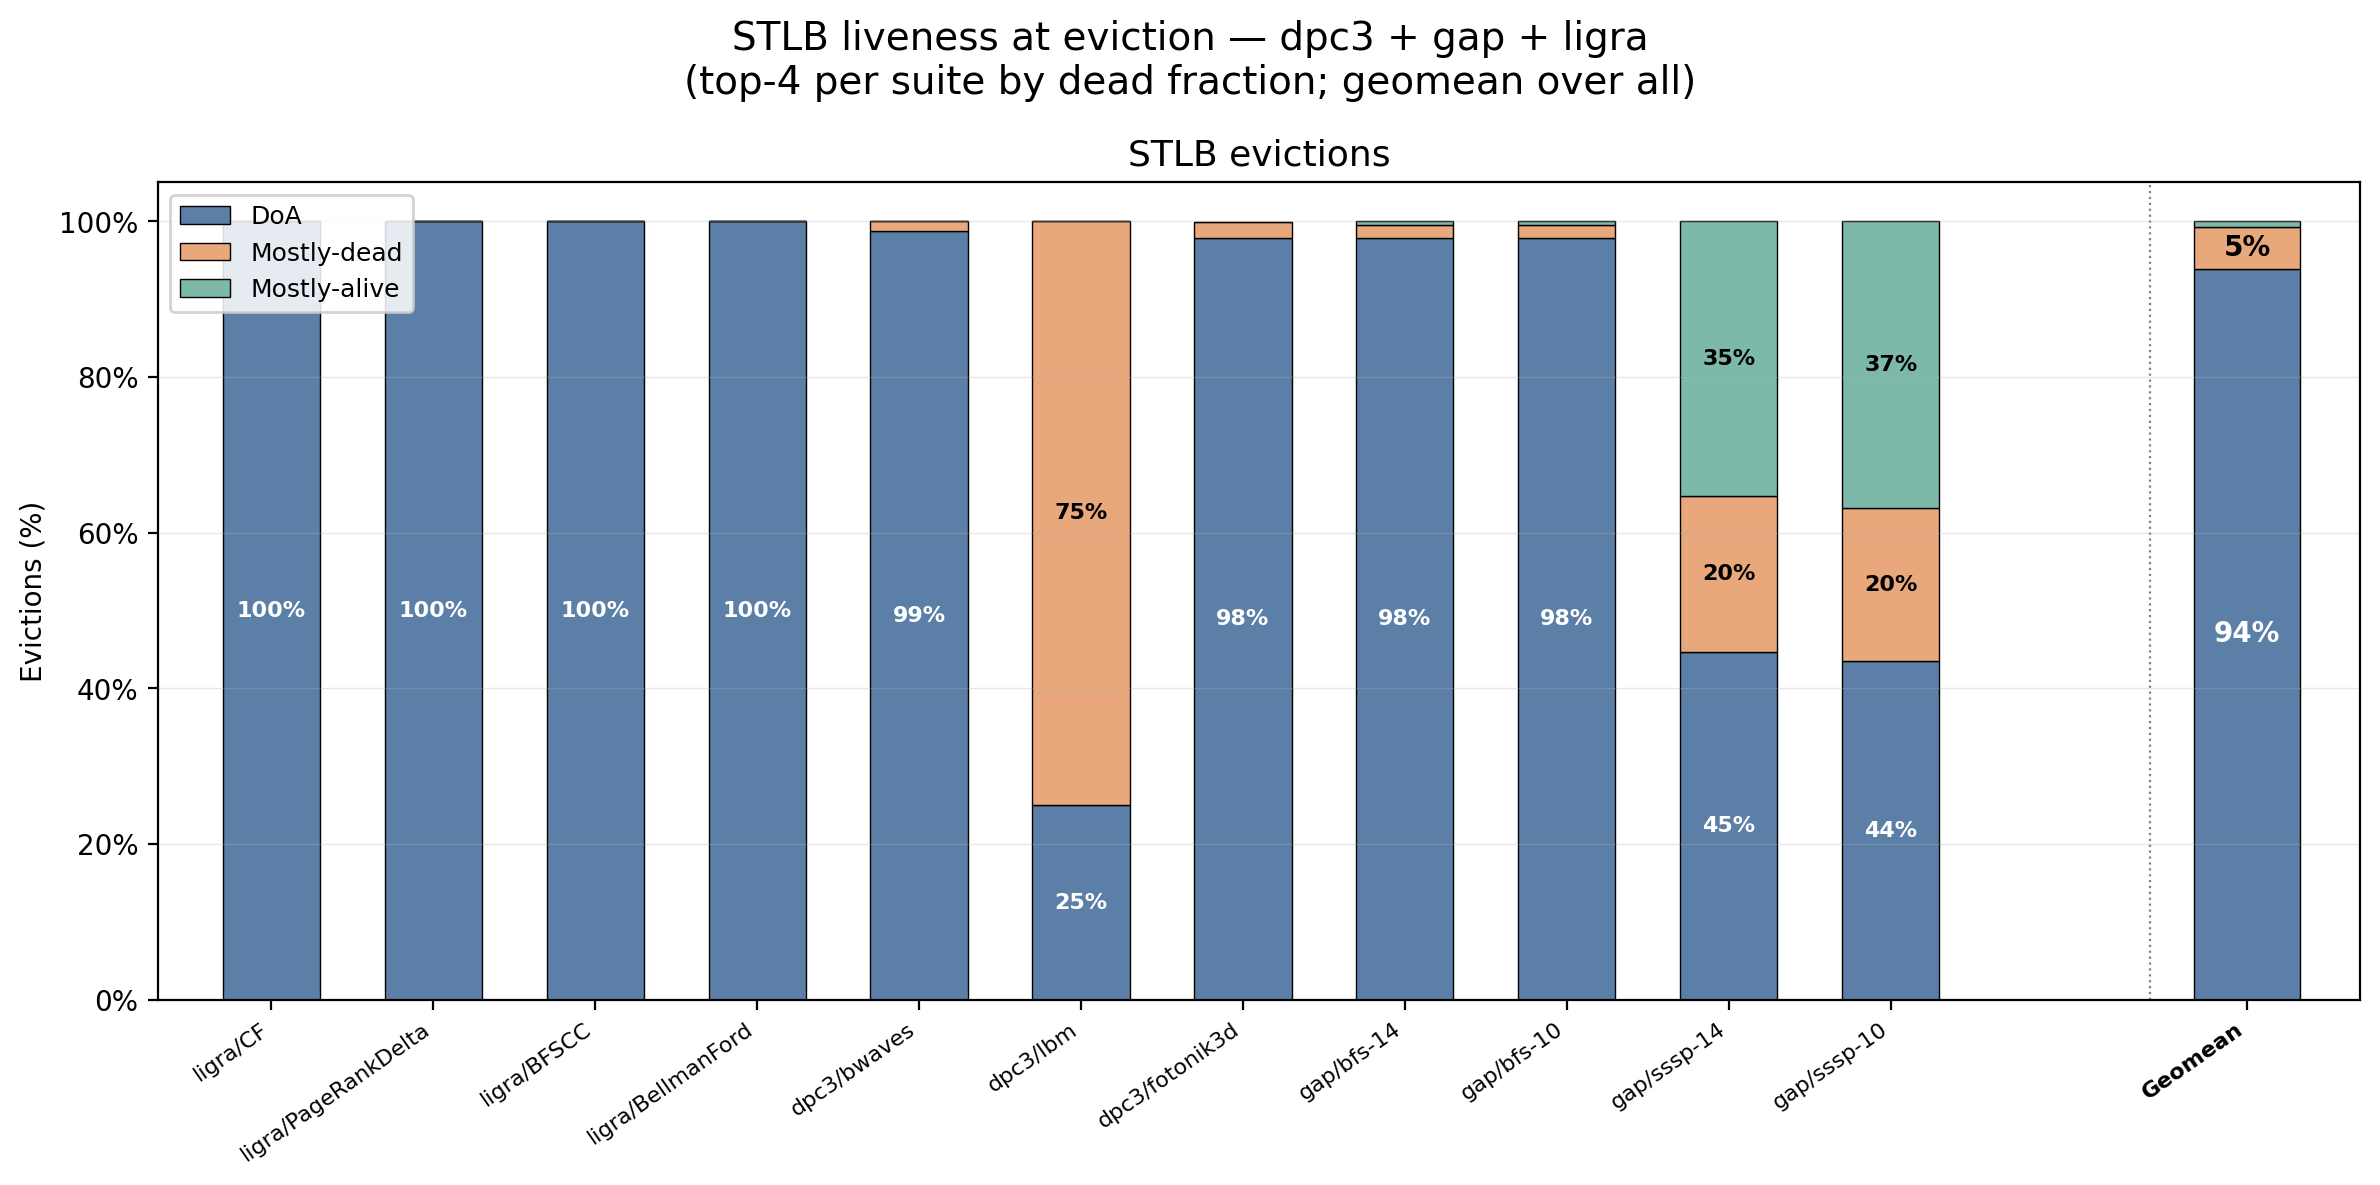 STLB liveness at eviction — dpc3 + gap + ligra
(top-4 per suite by dead fraction; geomean over all)
STLB evictions
DoA
Mostly-dead
Mostly-alive
Evictions (%)
100%
80%
60%
40%
20%
0%
100%
100%
100%
100%
99%
75%
25%
98%
98%
98%
35%
20%
45%
37%
20%
44%
5%
94%
ligra/CF
ligra/PageRankDelta
ligra/BFSCC
ligra/BellmanFord
dpc3/bwaves
dpc3/lbm
dpc3/fotonik3d
gap/bfs-14
gap/bfs-10
gap/sssp-14
gap/sssp-10
Geomean